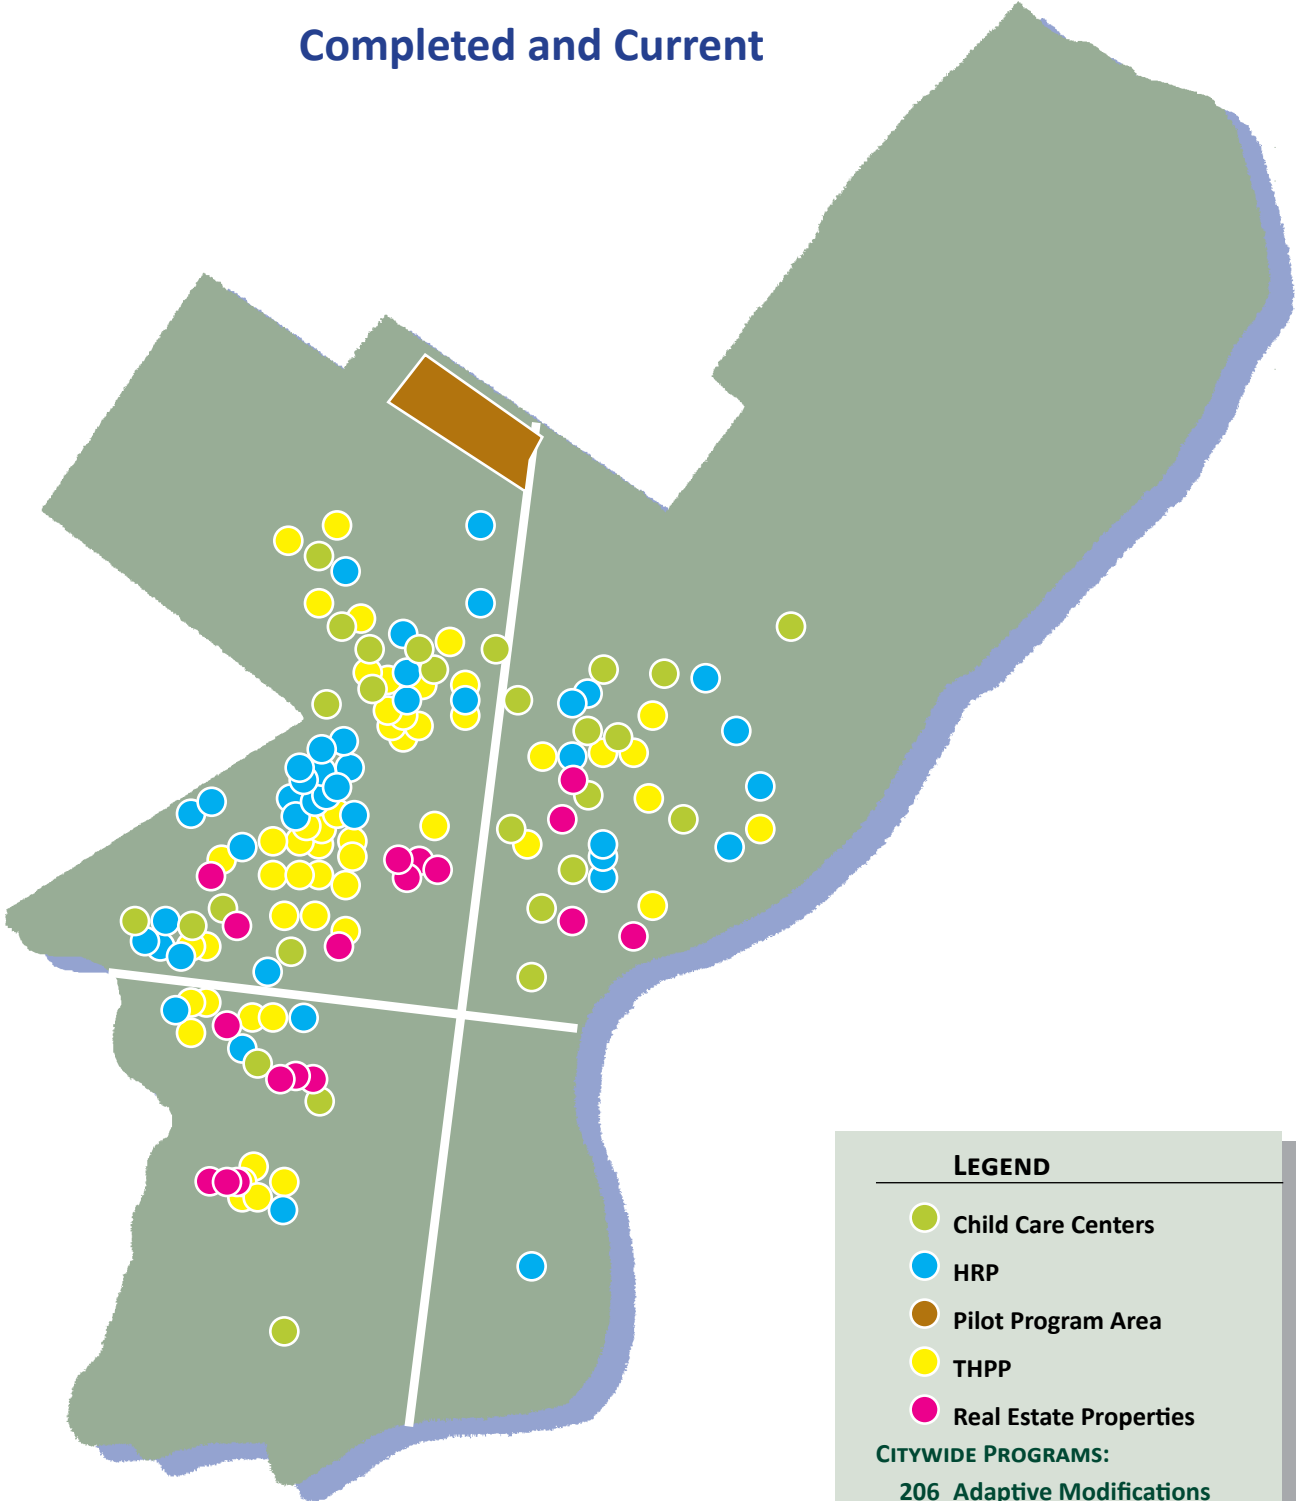 Completed and Current
LEGEND
Child Care Centers
HRP
Pilot Program Area
THPP
Real Estate Properties
CITYWIDE PROGRAMS:
206 Adaptive Modifications